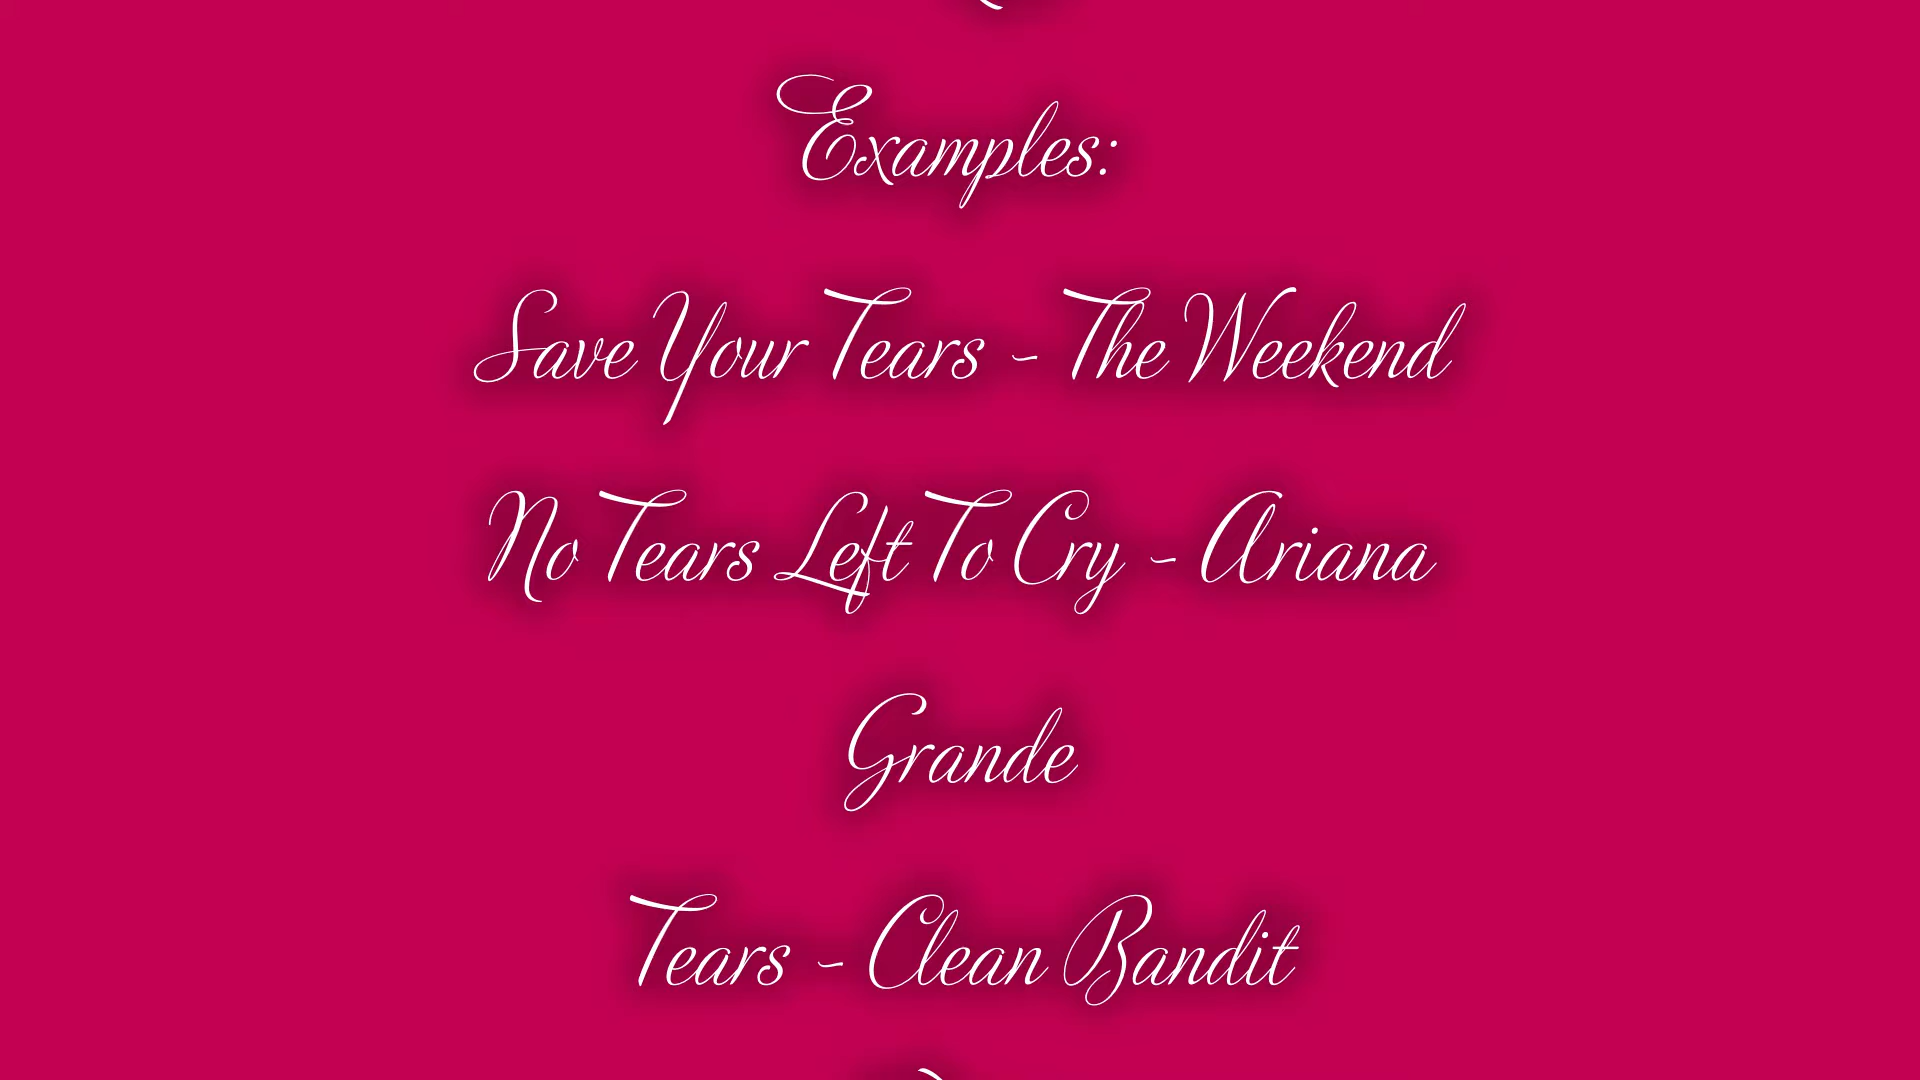 Examples:
Save Your Tears - The Weekend
No Tears Left To Cry - Ariana
Grande
Tears - Clean Bandit